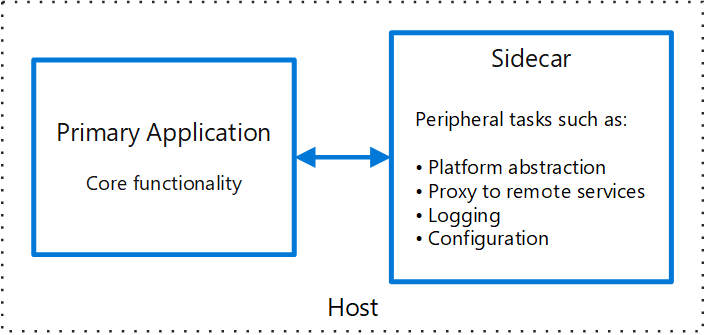 Primary Application
Core functionality
Sidecar
Peripheral tasks such as:
• Platform abstraction
• Proxy to remote services
• Logging
• Configuration
Host